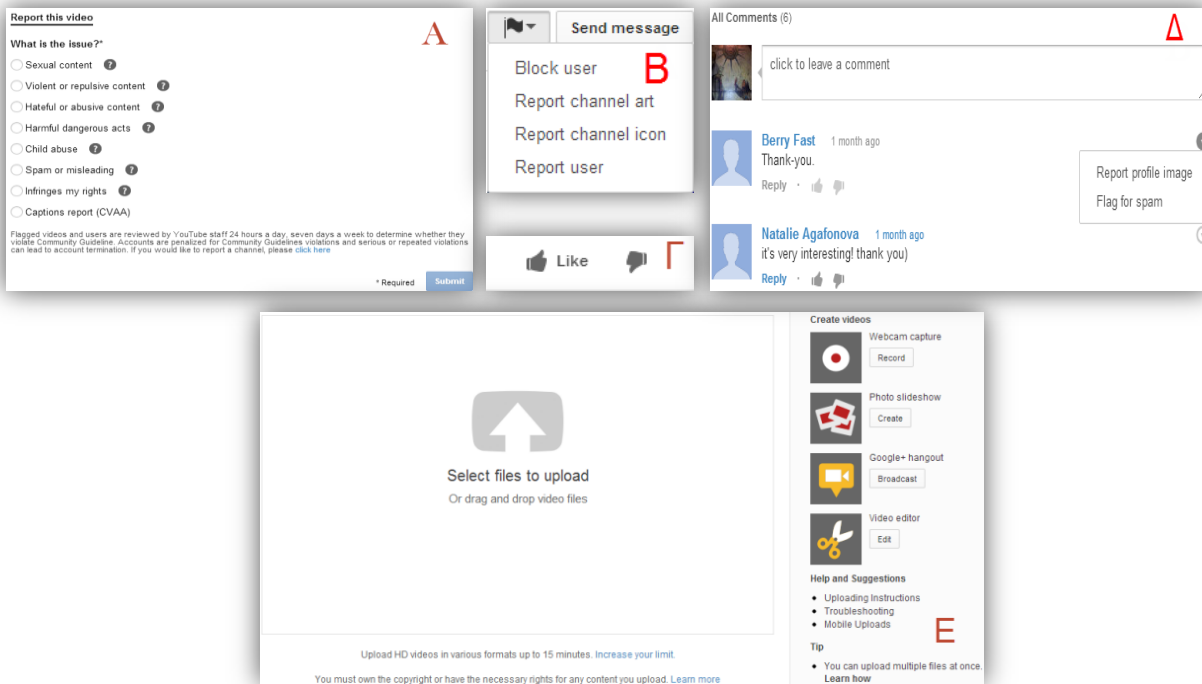 Report this video
A
What is the issue?*
Sexual content
Violent or repulsive content
Hateful or abusive content
Harmful dangerous acts
Child abuse
Spam or misleading
Infringes my rights
Captions report (CVAA)
Flagged videos and users are reviewed by YouTube staff 24 hours a day, seven days a week to determine whether they
violate Community Guideline. Accounts are penalized for Community Guidelines violations and serious or repeated violations
can lead to account termination. If you would like to report a channel, please click here
* Required Submit
Send message
B
Block user
Report channel art
Report channel icon
Report user
Like
Γ
All Comments (6)
Δ
click to leave a comment
Berry Fast 1 month ago
Thank-you.
Reply
Report profile image
Flag for spam
Natalie Agafonova 1 month ago
it's very interesting! thank you)
Reply
Select files to upload
Or drag and drop video files
Upload HD videos in various formats up to 15 minutes. Increase your limit.
You must own the copyright or have the necessary rights for any content you upload. Learn more
Create videos
Webcam capture
Record
Photo slideshow
Create
Google+ hangout
Broadcast
Video editor
Edit
Help and Suggestions
Uploading Instructions
Troubleshooting
Mobile Uploads
E
Tip
You can upload multiple files at once.
Learn how